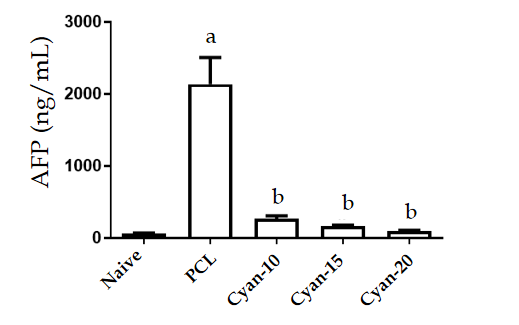 AFP (ng/mL)
3000
2000
1000
0
a
b
b
b
Naive
PCL
Cyan-10
Cyan-15
Cyan-20